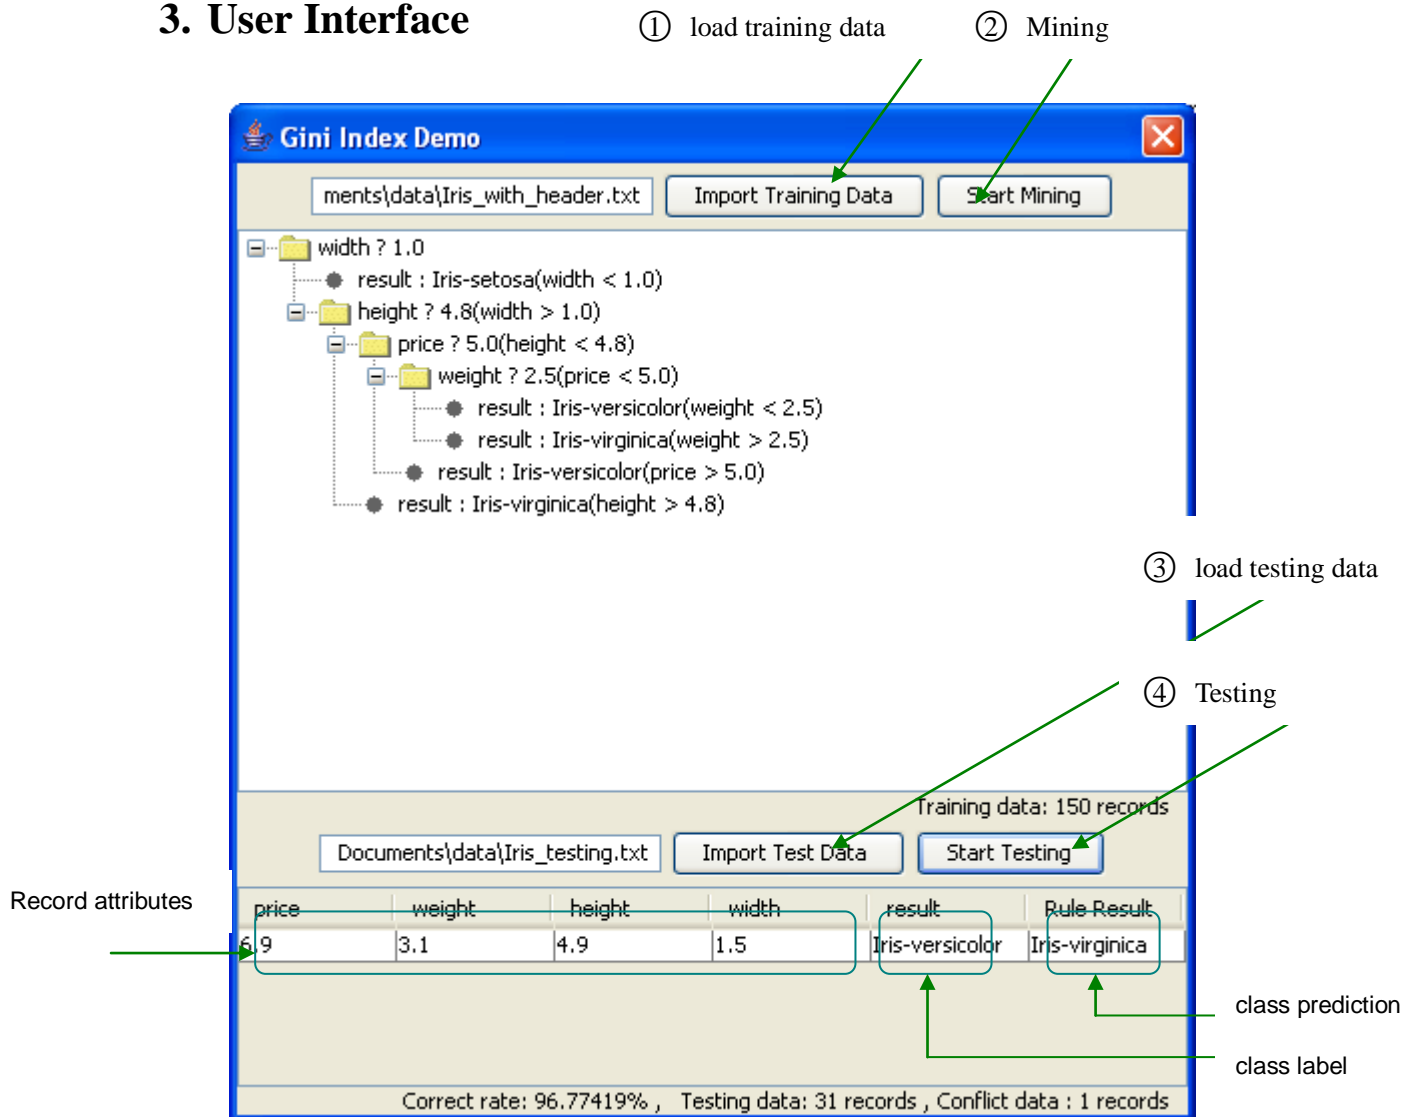 3. User Interface
① load training data
② Mining
Gini Index Demo
ments\data\Iris_with_header.txt
Import Training Data
Start Mining
width ? 1.0
result : Iris-setosa(width < 1.0)
height ? 4.8(width > 1.0)
price ? 5.0(height < 4.8)
weight ? 2.5(price < 5.0)
result : Iris-versicolor(weight < 2.5)
result : Iris-virginica(weight > 2.5)
result : Iris-versicolor(price > 5.0)
result : Iris-virginica(height > 4.8)
③ load testing data
④ Testing
Training data: 150 records
Documents\data\Iris_testing.txt
Import Test Data
Start Testing
Record attributes
price weight height width result Rule Result
6.9 3.1 4.9 1.5 Iris-versicolor Iris-virginica
class prediction
class label
Correct rate: 96.77419% , Testing data: 31 records , Conflict data : 1 records